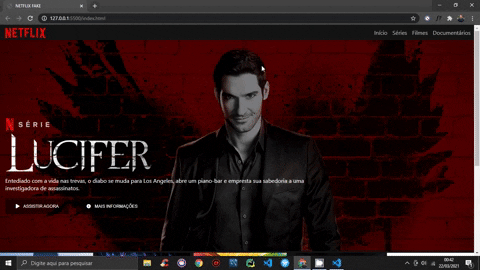 NETFLIX FAKE
127.0.0.1:5500/index.html
NETFLIX
Início Séries Filmes Documentários
N SÉRIE
LUCIFER
Entediado com a vida nas trevas, o diabo se muda para Los Angeles, abre um piano-bar e empresta sua sabedoria a uma
investigadora de assassinatos.
ASSISTIR AGORA MAIS INFORMAÇÕES
Digite aqui para pesquisar
00:42
22/03/2021